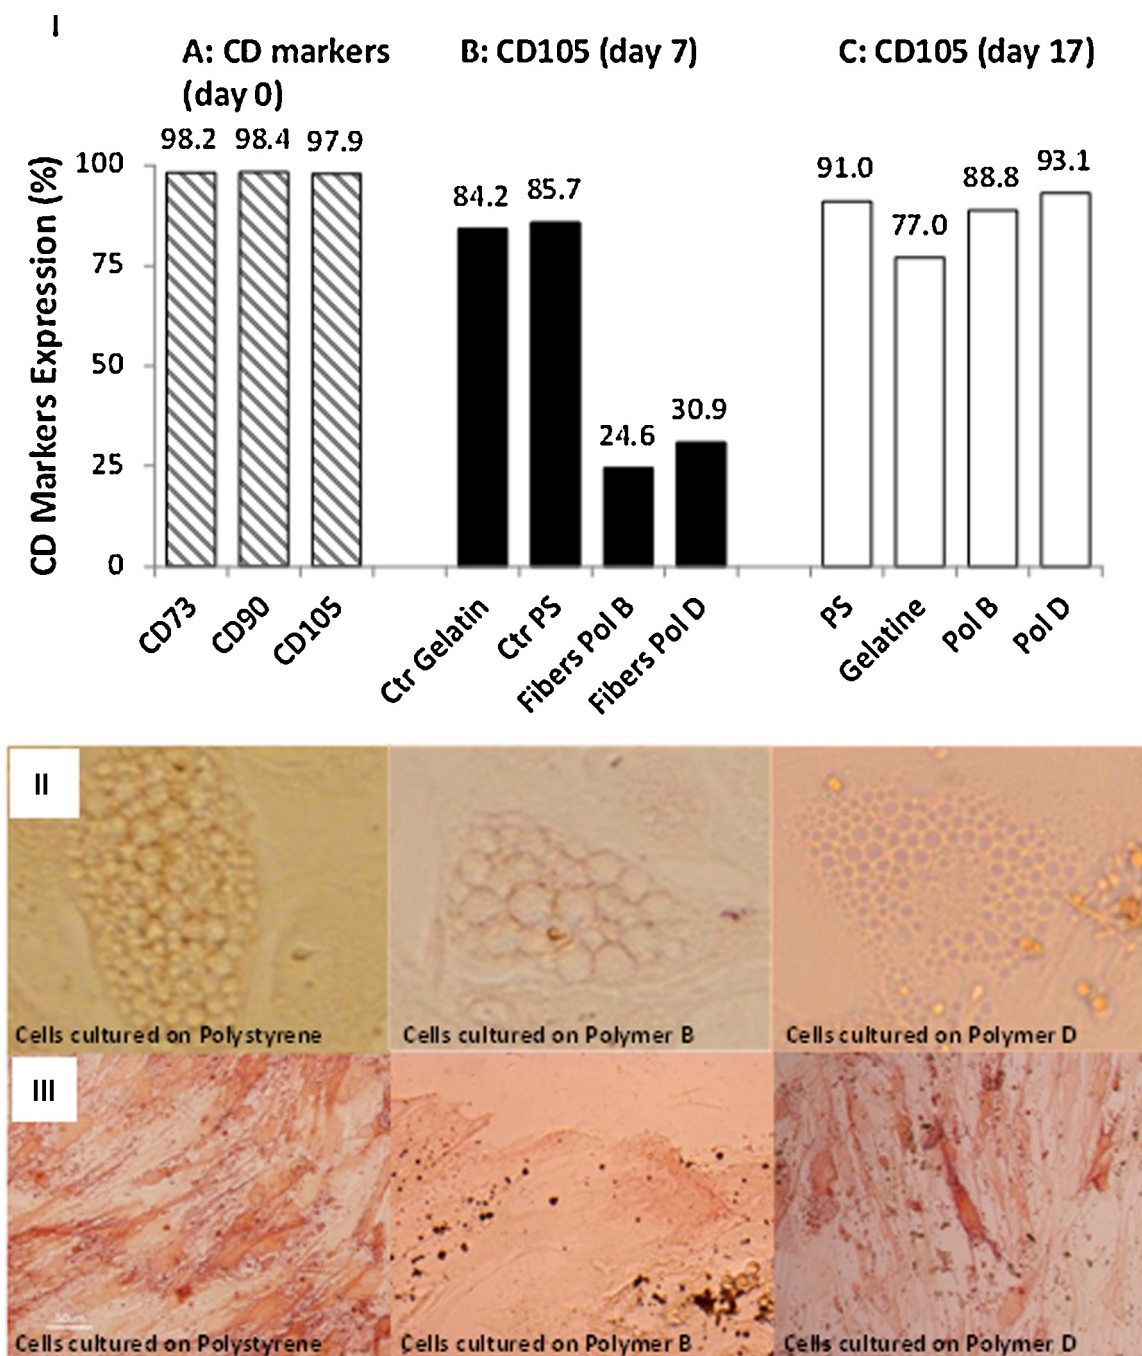 I
A: CD markers
(day 0)
B: CD105 (day 7)
C: CD105 (day 17)
98.2 98.4 97.9
84.2 85.7 24.6 30.9
91.0 77.0 88.8 93.1
CD Markers Expression (%)
100
75
50
25
0
CD73
CD90
CD105
Ctr Gelatin
Ctr PS
Fibers Pol B
Fibers Pol D
PS
Gelatine
Pol B
Pol D
II
Cells cultured on Polystyrene
Cells cultured on Polymer B
Cells cultured on Polymer D
III
Cells cultured on Polystyrene
Cells cultured on Polymer B
Cells cultured on Polymer D